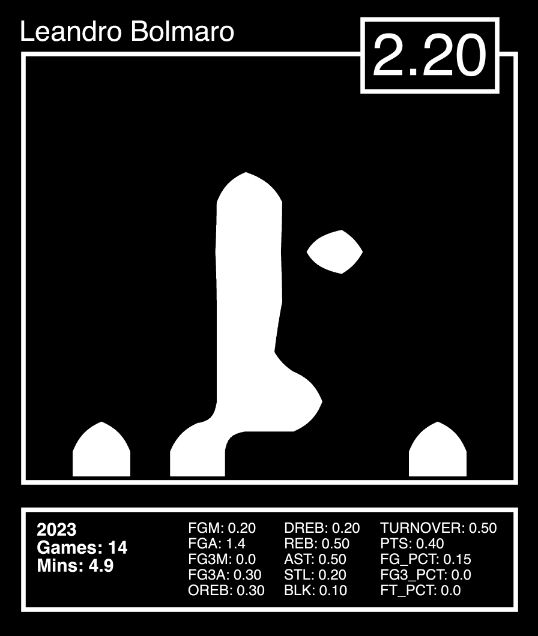 Leandro Bolmaro
2.20
2023
Games: 14
Mins: 4.9
FGM: 0.20
FGA: 1.4
FG3M: 0.0
FG3A: 0.30
OREB: 0.30
DREB: 0.20
REB: 0.50
AST: 0.50
STL: 0.20
BLK: 0.10
TURNOVER: 0.50
PTS: 0.40
FG_PCT: 0.15
FG3_PCT: 0.0
FT_PCT: 0.0